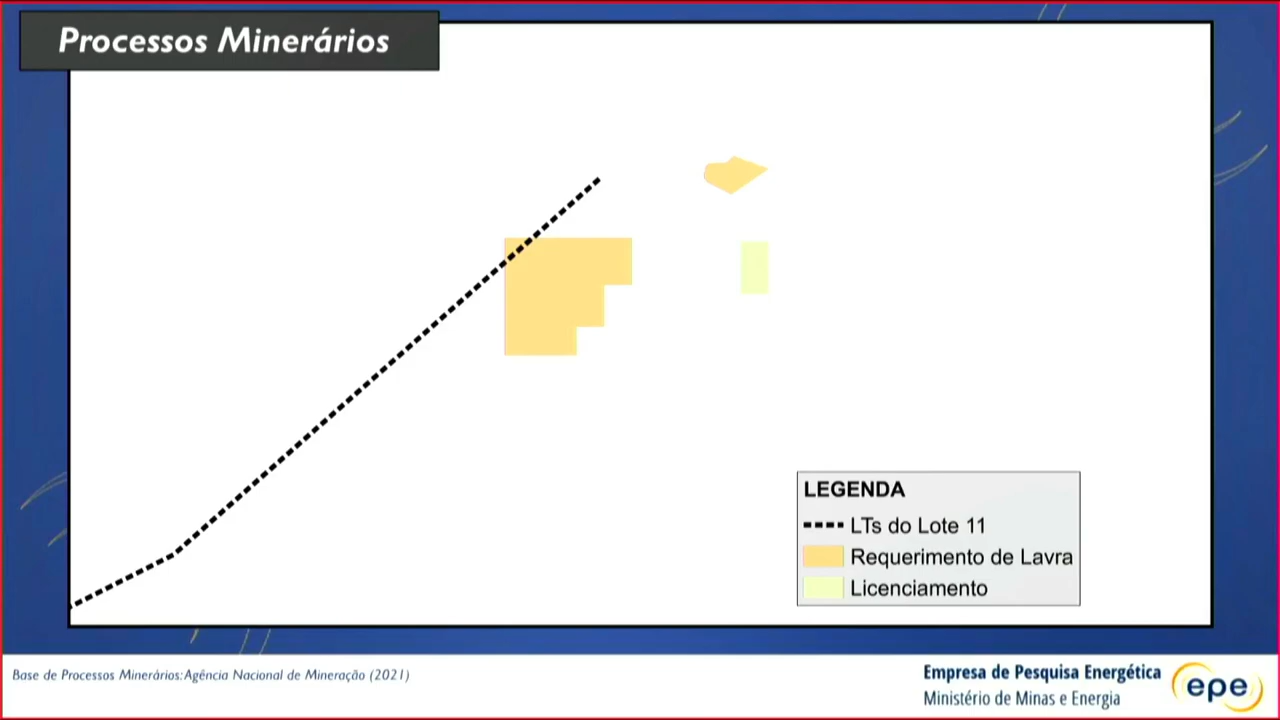 Processos Minerários
LEGENDA
LTs do Lote 11
Requerimento de Lavra
Licenciamento
Base de Processos Minerários: Agência Nacional de Mineração (2021)
Empresa de Pesquisa Energética
Ministério de Minas e Energia
epe